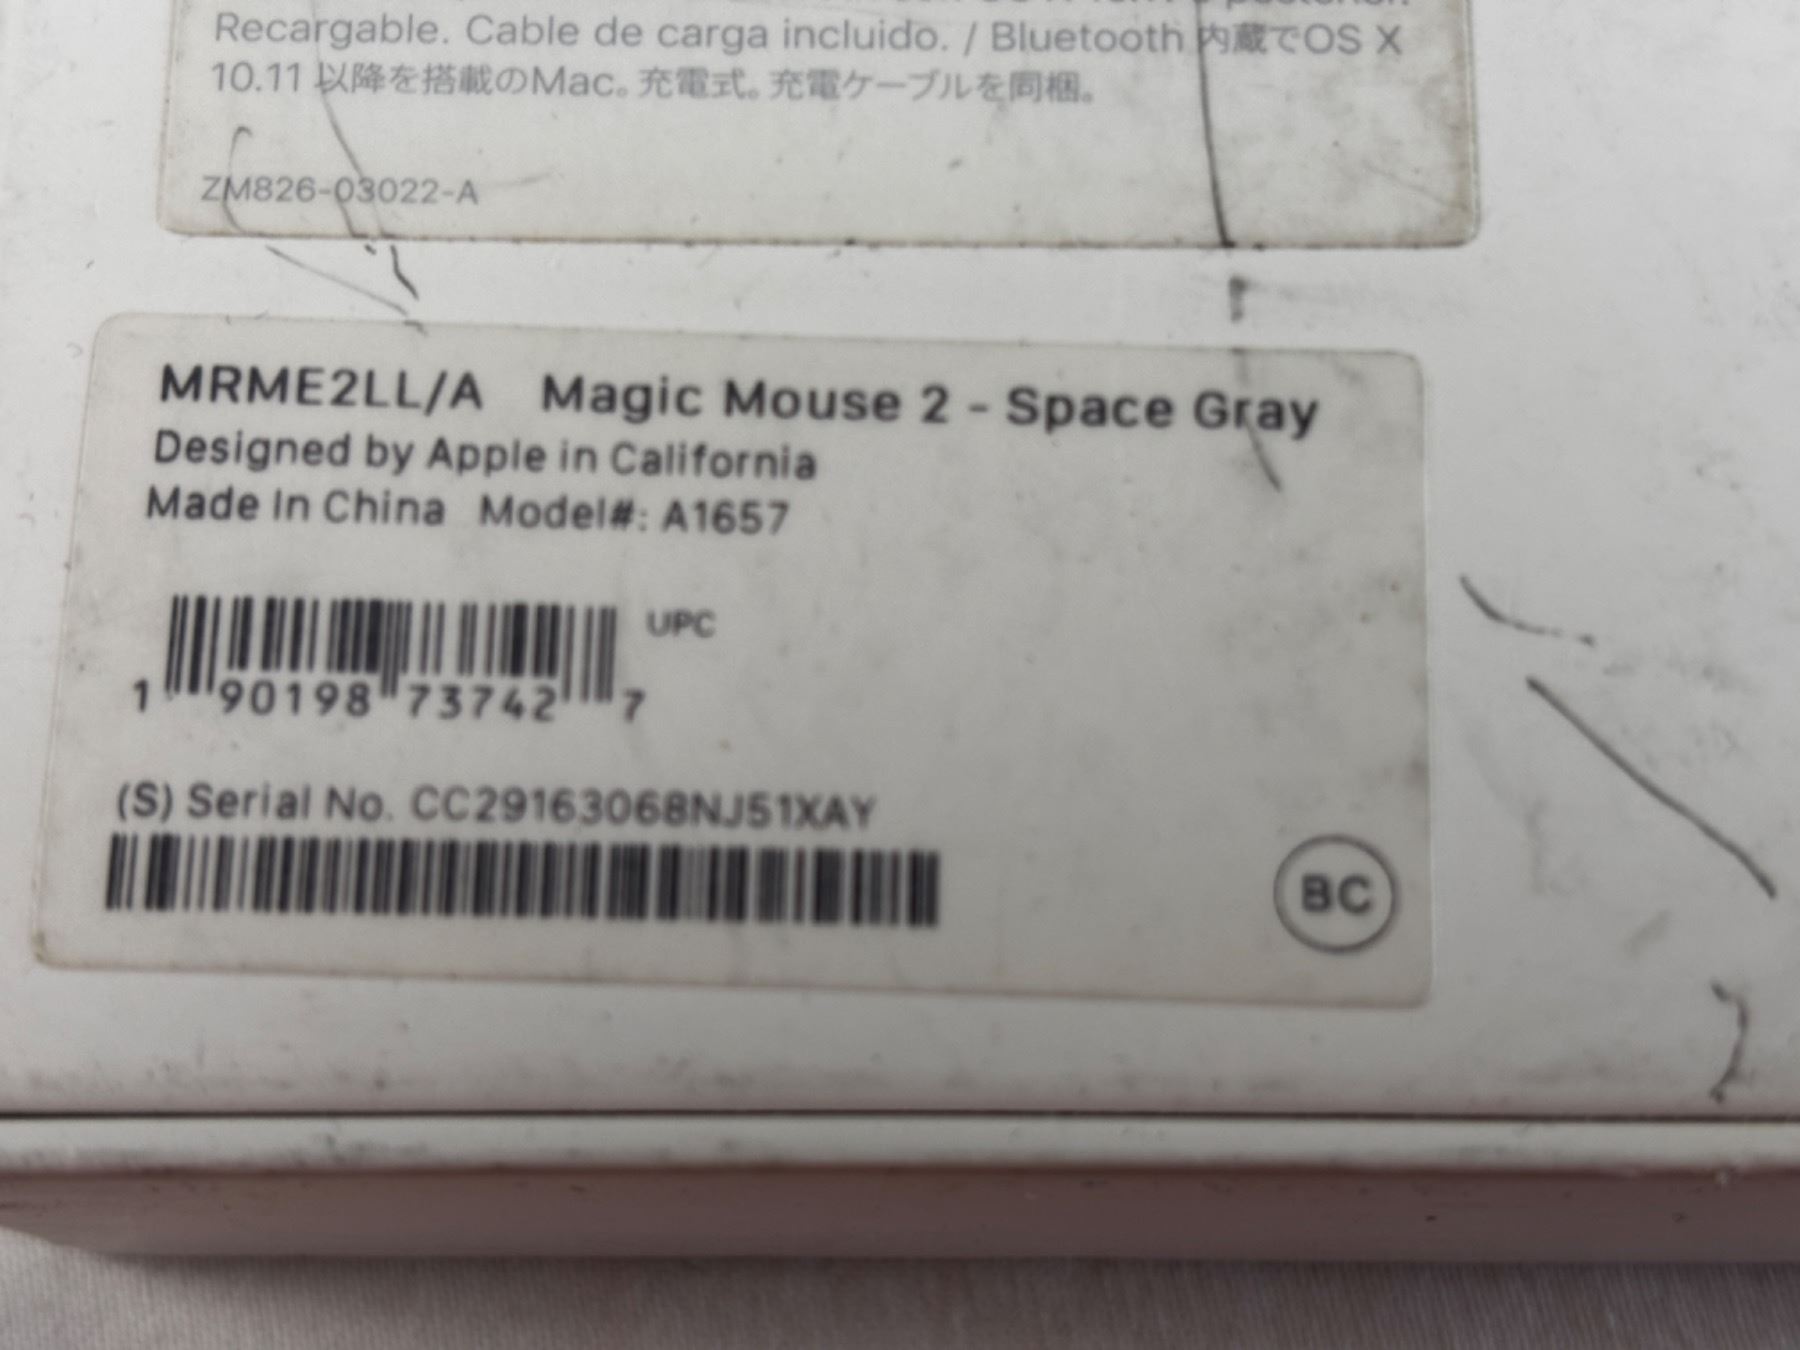 Recargable. Cable de carga incluido. / Bluetooth 内蔵でOS X
10.11 以降を搭載のMac。充電式。充電ケーブルを同梱。
ZM826-03022-A
MRME2LL/A Magic Mouse 2 - Space Gray
Designed by Apple in California
Made In China Model#: A1657
UPC
1 90198 73742 7
(S) Serial No. CC29163068NJ51XAY
BC